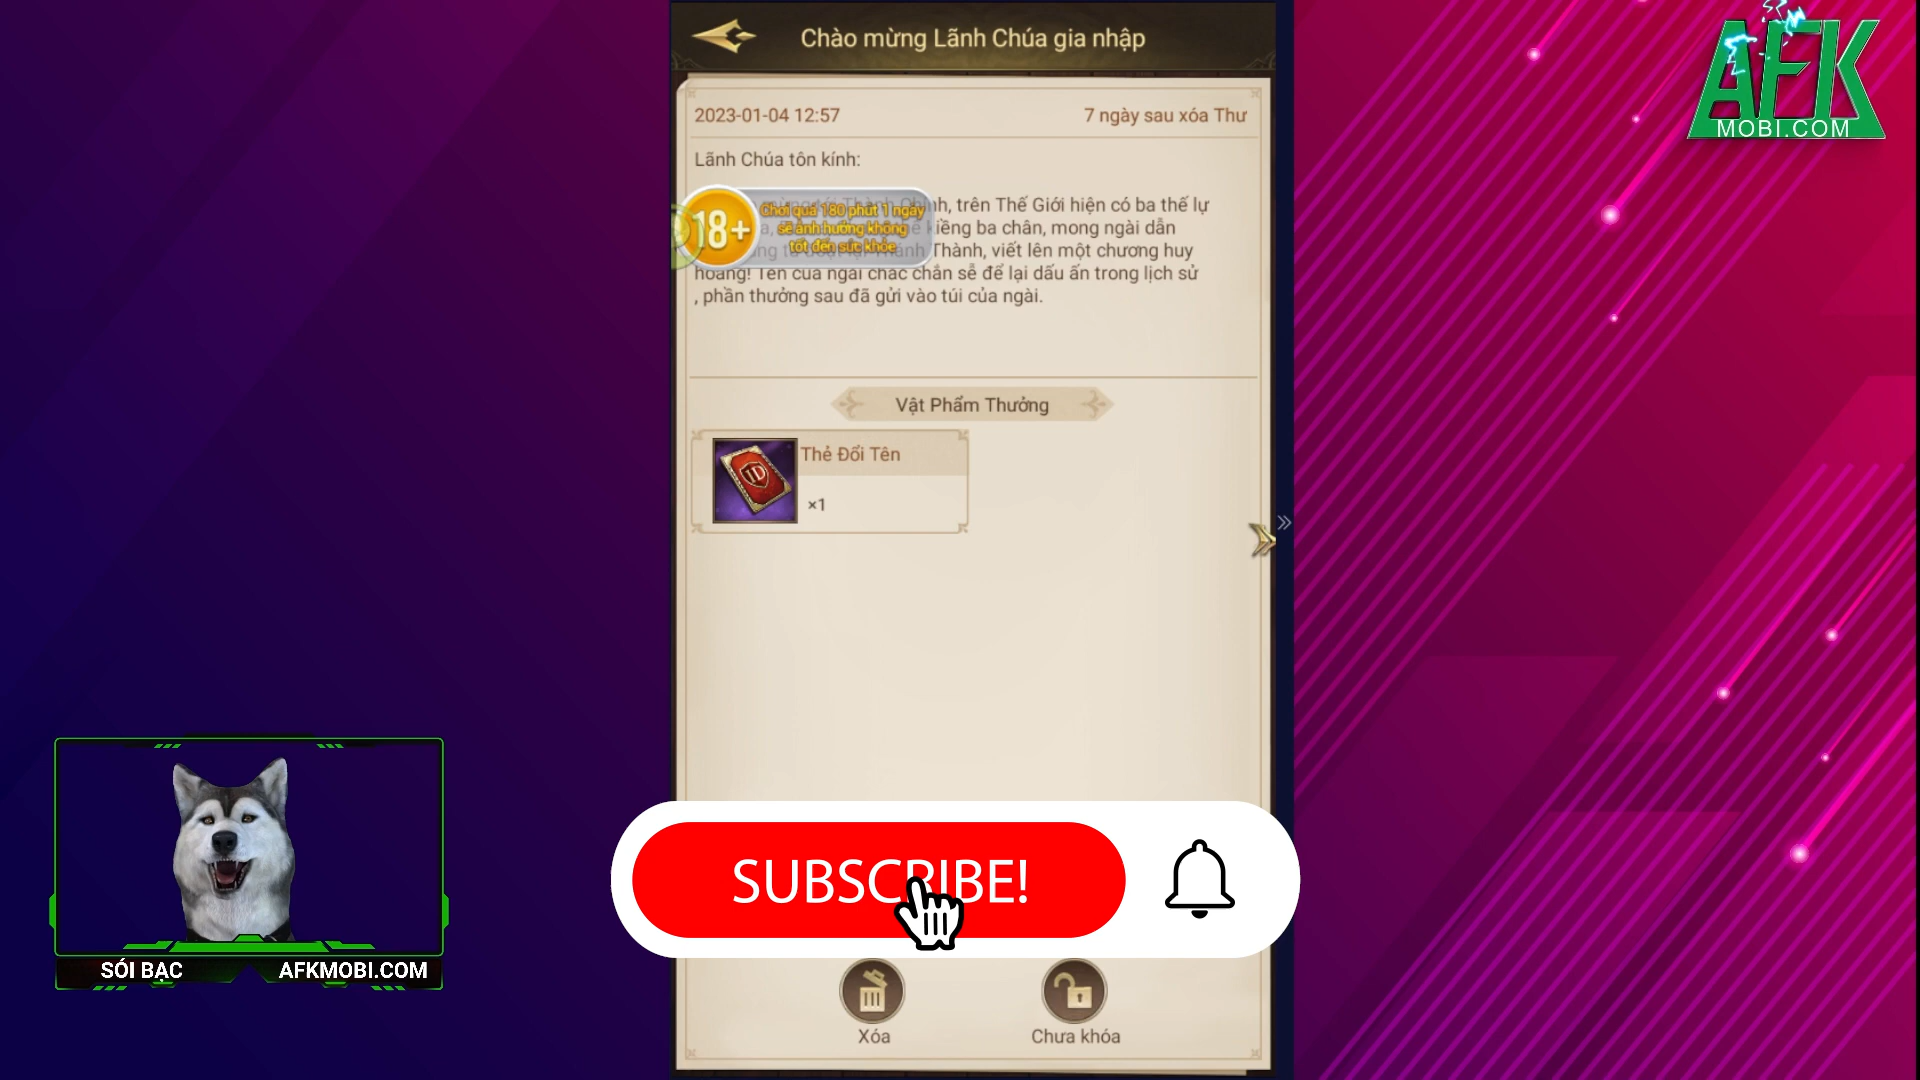 Chào mừng Lãnh Chúa gia nhập
AFK
MOBI.COM
2023-01-04 12:57
7 ngày sau xóa Thư
Lãnh Chúa tôn kính:
trên Thế Giới hiện có ba thế lự
18+
Chơi quá 180 phút 1 ngày
sẽ ảnh hưởng không
tốt đến sức khỏe
kiềng ba chân, mong ngài dẫn
Thành, viết lên một chương huy
hoàng! Tên của ngài chắc chắn sẽ để lại dấu ấn trong lịch sử
, phần thưởng sau đã gửi vào túi của ngài.
Vật Phẩm Thưởng
ID
Thẻ Đổi Tên
×1
SUBSCRIBE!
SÓI BẠC
AFKMOBI.COM
Xóa
Chưa khóa